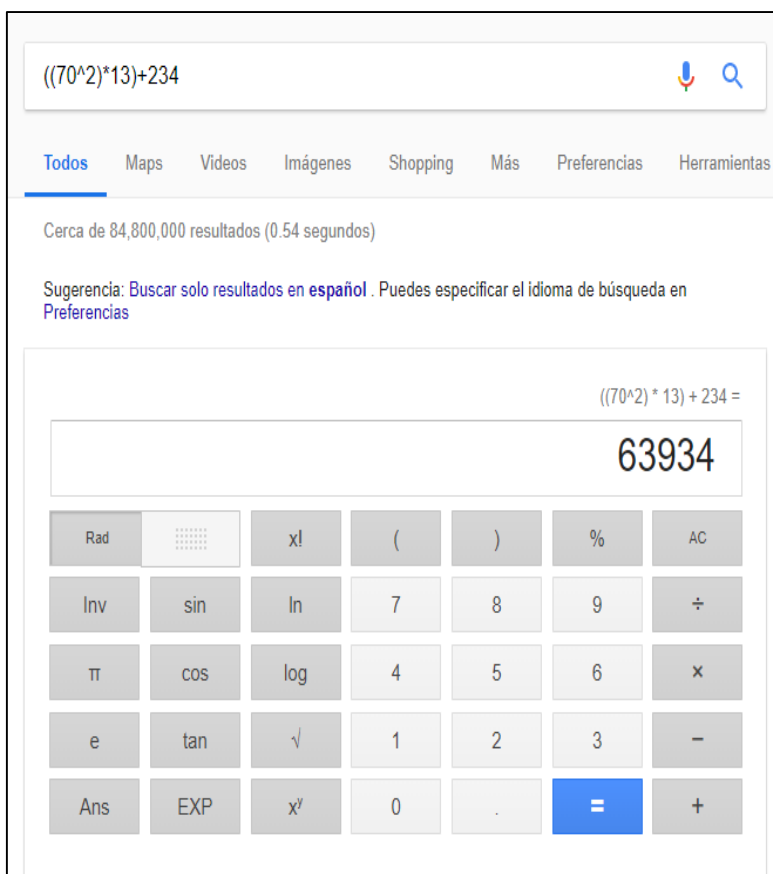 ((70^2)*13)+234
Todos Maps Videos Imágenes Shopping Más Preferencias Herramientas
Cerca de 84,800,000 resultados (0.54 segundos)
Sugerencia: Buscar solo resultados en español . Puedes especificar el idioma de búsqueda en
Preferencias
((70^2) * 13) + 234 =
63934
Rad x! ( ) % AC
Inv sin ln 7 8 9 ÷
π cos log 4 5 6 ×
e tan √ 1 2 3 −
Ans EXP xʸ 0 . = +